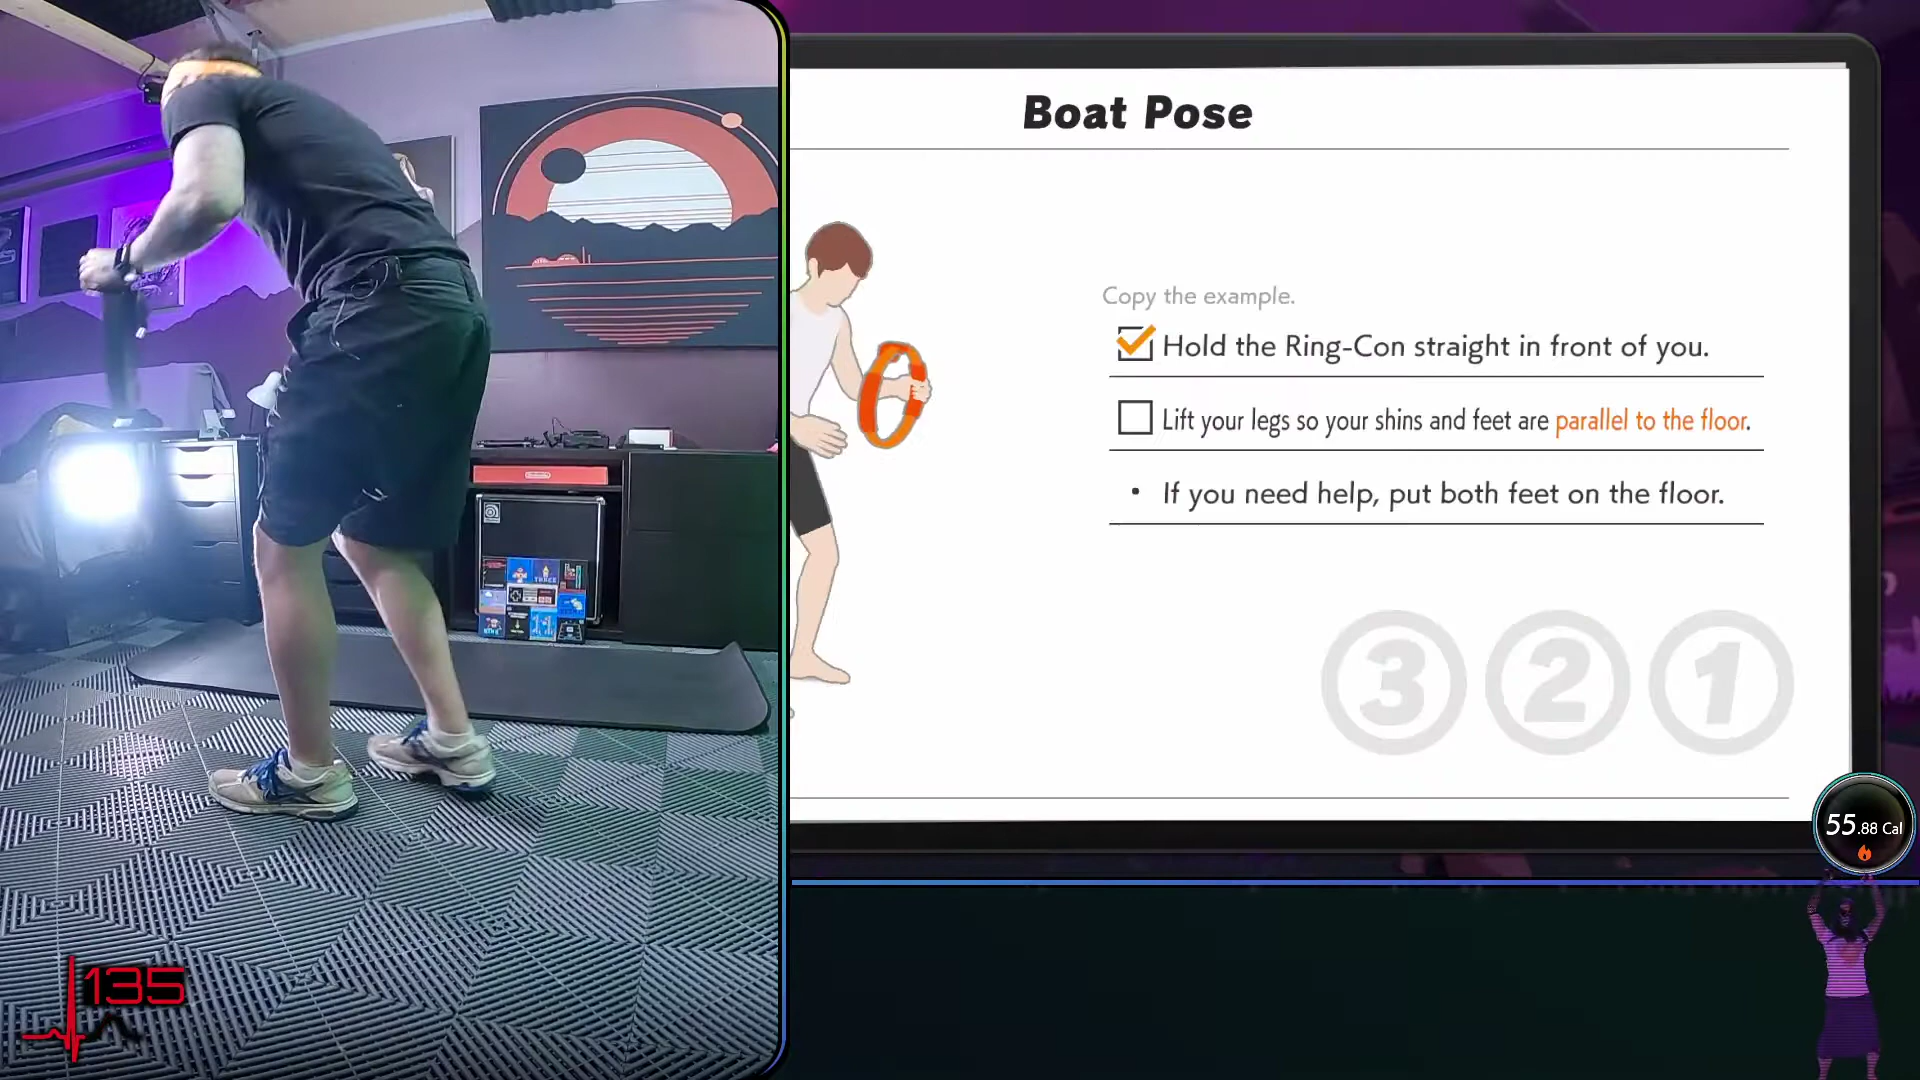 Boat Pose
Copy the example.
Hold the Ring-Con straight in front of you.
Lift your legs so your shins and feet are parallel to the floor.
• If you need help, put both feet on the floor.
3 2 1
55.88 Cal
135